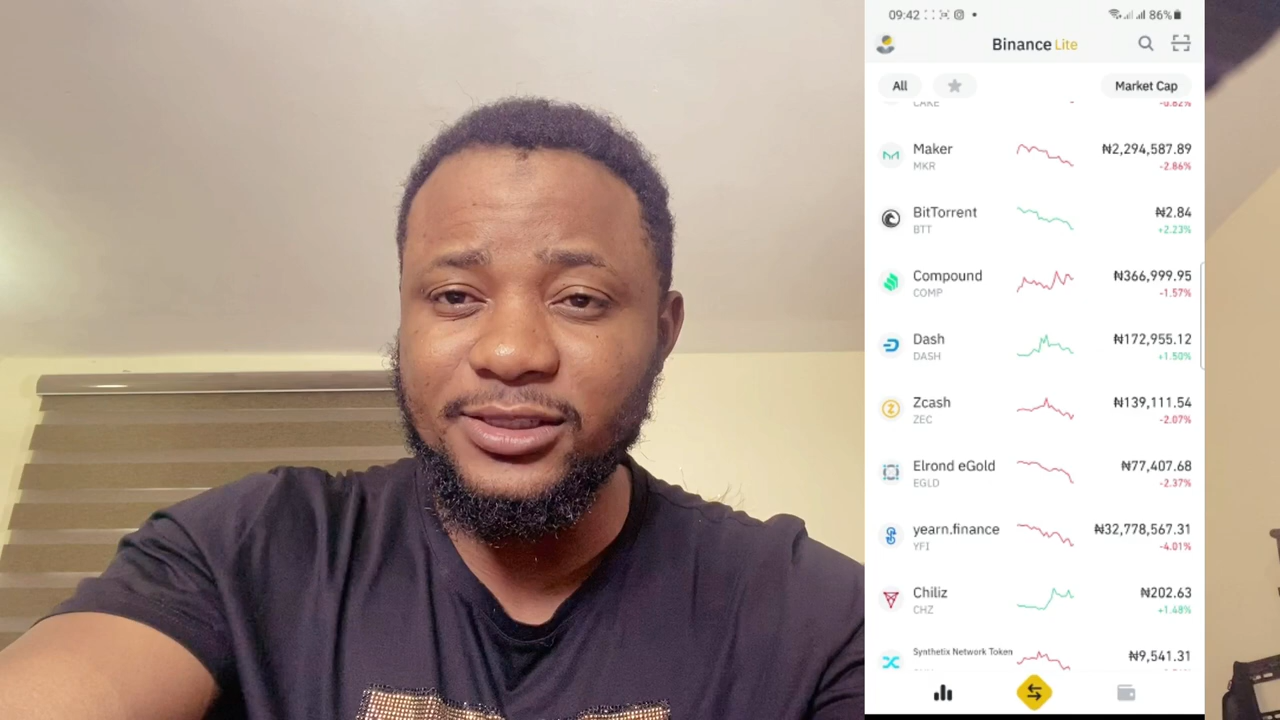 09:42
86%
Binance Lite
All
Market Cap
CAKE
-0.82%
Maker
MKR
₦2,294,587.89
-2.86%
BitTorrent
BTT
₦2.84
+2.23%
Compound
COMP
₦366,999.95
-1.57%
Dash
DASH
₦172,955.12
+1.50%
Zcash
ZEC
₦139,111.54
-2.07%
Elrond eGold
EGLD
₦77,407.68
-2.37%
yearn.finance
YFI
₦32,778,567.31
-4.01%
Chiliz
CHZ
₦202.63
+1.48%
Synthetix Network Token
₦9,541.31